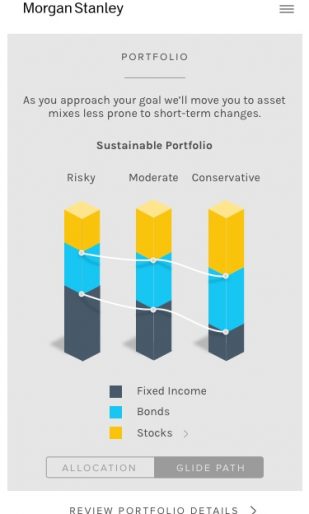 Morgan Stanley
PORTFOLIO
As you approach your goal we'll move you to asset
mixes less prone to short-term changes.
Sustainable Portfolio
Risky Moderate Conservative
Fixed Income
Bonds
Stocks >
ALLOCATION GLIDE PATH
REVIEW PORTFOLIO DETAILS >